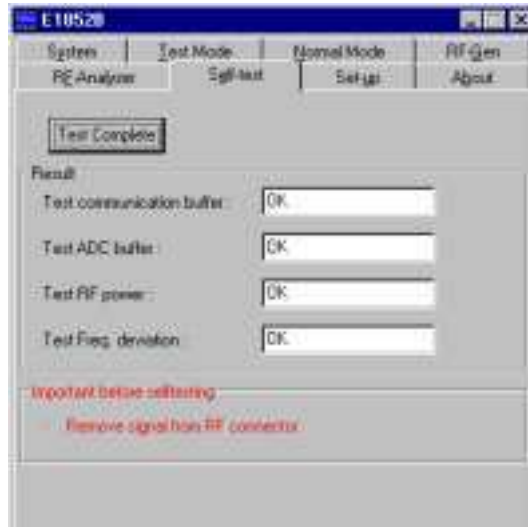 E1852B
System Test Mode Normal Mode RF-Gen
RF-Analyser Self-test Set-up About
Test Complete
Result
Test communication buffer: OK
Test ADC buffer: OK
Test RF power: OK
Test Freq. deviation: OK
Important before selftesting
Remove signal from RF connector